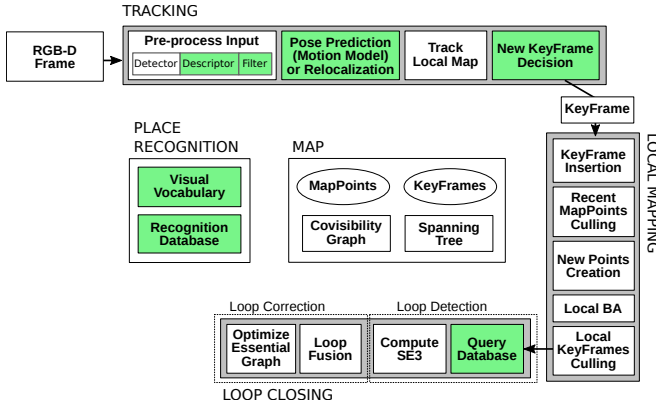 TRACKING
RGB-D
Frame
Pre-process Input
Detector Descriptor Filter
Pose Prediction
(Motion Model)
or Relocalization
Track
Local Map
New KeyFrame
Decision
KeyFrame
PLACE
RECOGNITION
Visual
Vocabulary
Recognition
Database
MAP
MapPoints
KeyFrames
Covisibility
Graph
Spanning
Tree
LOCAL MAPPING
KeyFrame
Insertion
Recent
MapPoints
Culling
New Points
Creation
Local BA
Local
KeyFrames
Culling
Loop Correction
Loop Detection
Optimize
Essential
Graph
Loop
Fusion
Compute
SE3
Query
Database
LOOP CLOSING